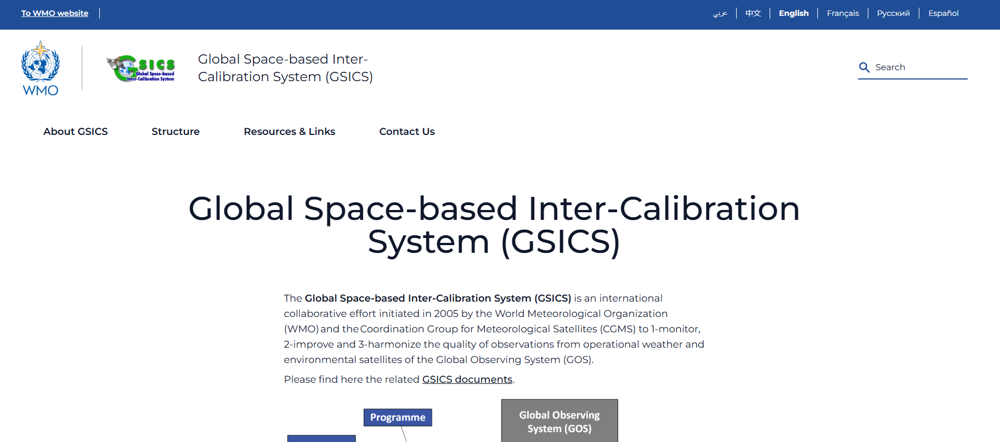 To WMO website
عربي
中文
English
Français
Русский
Español
WMO
GSICS
Global Space-based
Inter-Calibration System
Global Space-based Inter-
Calibration System (GSICS)
Search
About GSICS
Structure
Resources & Links
Contact Us
Global Space-based Inter-Calibration
System (GSICS)
The Global Space-based Inter-Calibration System (GSICS) is an international
collaborative effort initiated in 2005 by the World Meteorological Organization
(WMO) and the Coordination Group for Meteorological Satellites (CGMS) to 1-monitor,
2-improve and 3-harmonize the quality of observations from operational weather and
environmental satellites of the Global Observing System (GOS).
Please find here the related GSICS documents.
Programme
Global Observing
System (GOS)